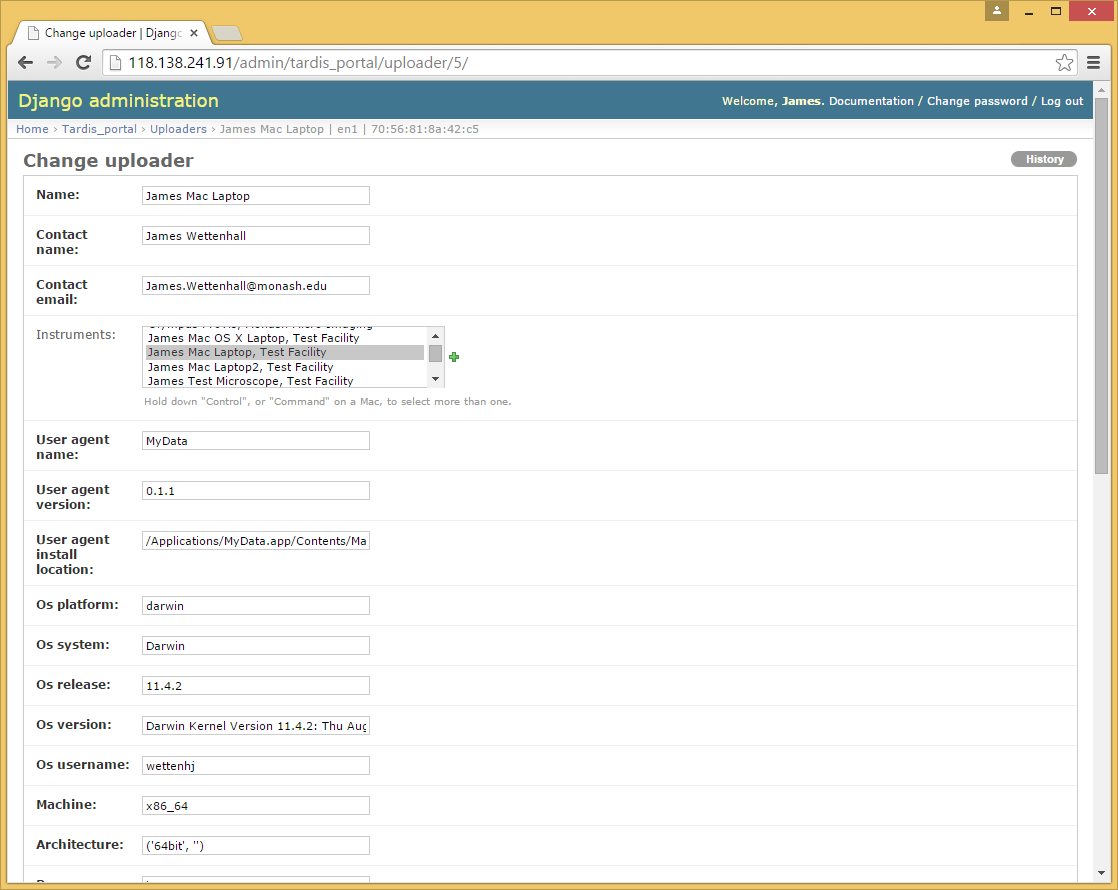 Change uploader | Djang
118.138.241.91/admin/tardis_portal/uploader/5/
Django administration
Welcome, James. Documentation / Change password / Log out
Home › Tardis_portal › Uploaders › James Mac Laptop | en1 | 70:56:81:8a:42:c5
Change uploader
History
Name:
James Mac Laptop
Contact name:
James Wettenhall
Contact email:
James.Wettenhall@monash.edu
Instruments:
James Mac OS X Laptop, Test Facility
James Mac Laptop, Test Facility
James Mac Laptop2, Test Facility
James Test Microscope, Test Facility
Hold down "Control", or "Command" on a Mac, to select more than one.
User agent name:
MyData
User agent version:
0.1.1
User agent install location:
/Applications/MyData.app/Contents/Ma
Os platform:
darwin
Os system:
Darwin
Os release:
11.4.2
Os version:
Darwin Kernel Version 11.4.2: Thu Aug
Os username:
wettenhj
Machine:
x86_64
Architecture:
('64bit', '')